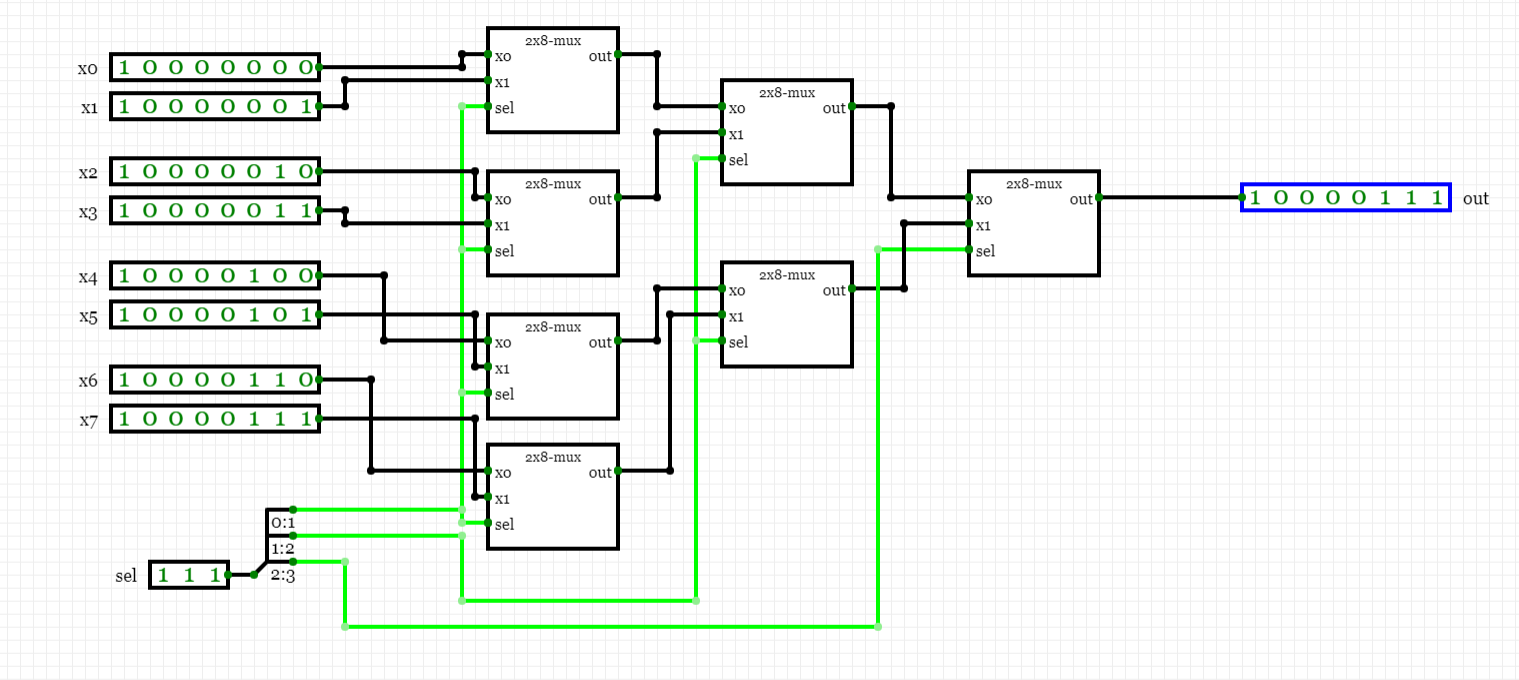 2x8-mux
x0 1 0 0 0 0 0 0 0
x0 out
x1
x1 1 0 0 0 0 0 0 1
sel
2x8-mux
x0 out
x1
sel
x2 1 0 0 0 0 0 1 0
2x8-mux
x0 out
x3 1 0 0 0 0 0 1 1
x1
sel
2x8-mux
x0 out
x1
sel
1 0 0 0 0 1 1 1 out
x4 1 0 0 0 0 1 0 0
2x8-mux
x0 out
x1
sel
x5 1 0 0 0 0 1 0 1
2x8-mux
x0 out
x1
sel
x6 1 0 0 0 0 1 1 0
x7 1 0 0 0 0 1 1 1
2x8-mux
x0 out
x1
sel
0:1
1:2
2:3
sel 1 1 1